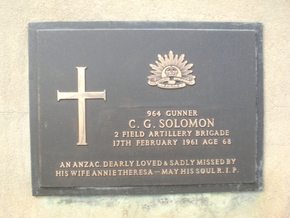 964 GUNNER
C. G. SOLOMON
2 FIELD ARTILLERY BRIGADE
17TH FEBRUARY 1961 AGE 68
AN ANZAC. DEARLY LOVED & SADLY MISSED BY
HIS WIFE ANNIE THERESA — MAY HIS SOUL R. I. P.